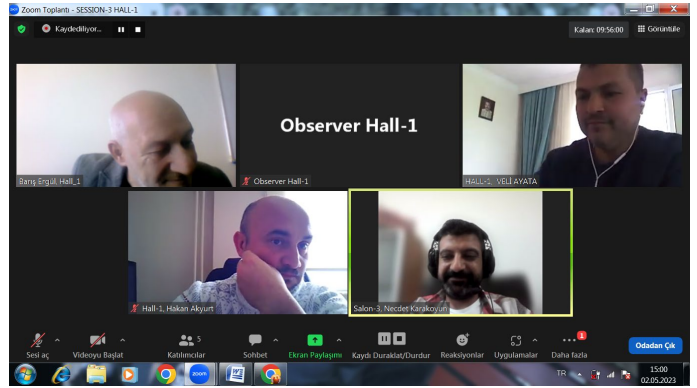 Zoom Toplantı - SESSION-3 HALL-1
Kaydediliyor...
Kalan: 09:56:00
Görüntüle
Observer Hall-1
Barış Ergül, Hall_1
Observer Hall-1
HALL-1, VELİ AYATA
Hall-1, Hakan Akyurt
Salon-3, Necdet Karakoyun
5
1
Sesi aç
Videoyu Başlat
Katılımcılar
Sohbet
Ekran Paylaşımı
Kaydı Duraklat/Durdur
Reaksiyonlar
Uygulamalar
Daha fazla
Odadan Çık
zoom
W
TR
15:00
02.05.2023